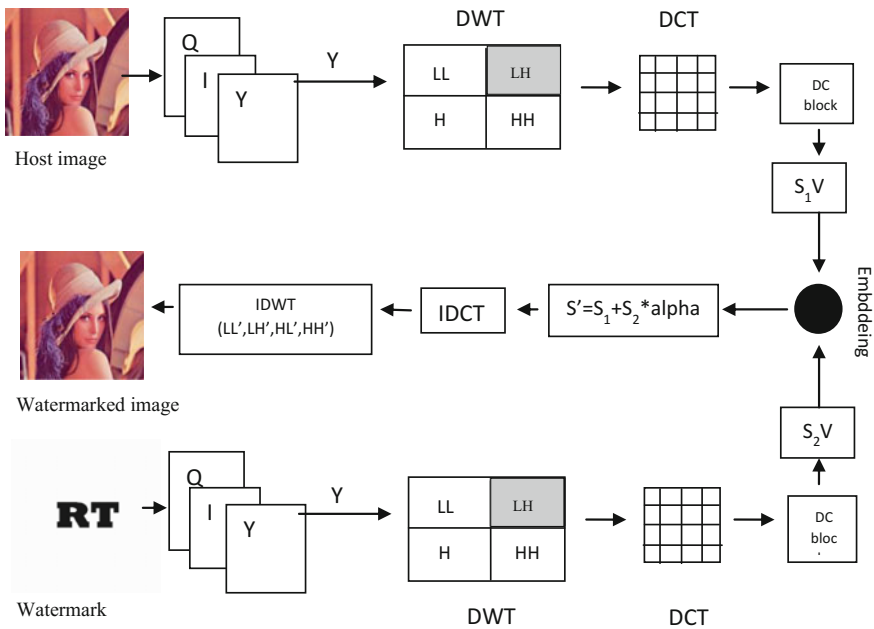 DWT
DCT
Q
I
Y
Y
LL
LH
H
HH
DC
block
Host image
S₁V
Embddeing
IDWT
(LL’,LH’,HL’,HH’)
IDCT
S’=S₁+S₂*alpha
Watermarked image
S₂V
Q
I
Y
Y
LL
LH
H
HH
DC
bloc
RT
Watermark
DWT
DCT